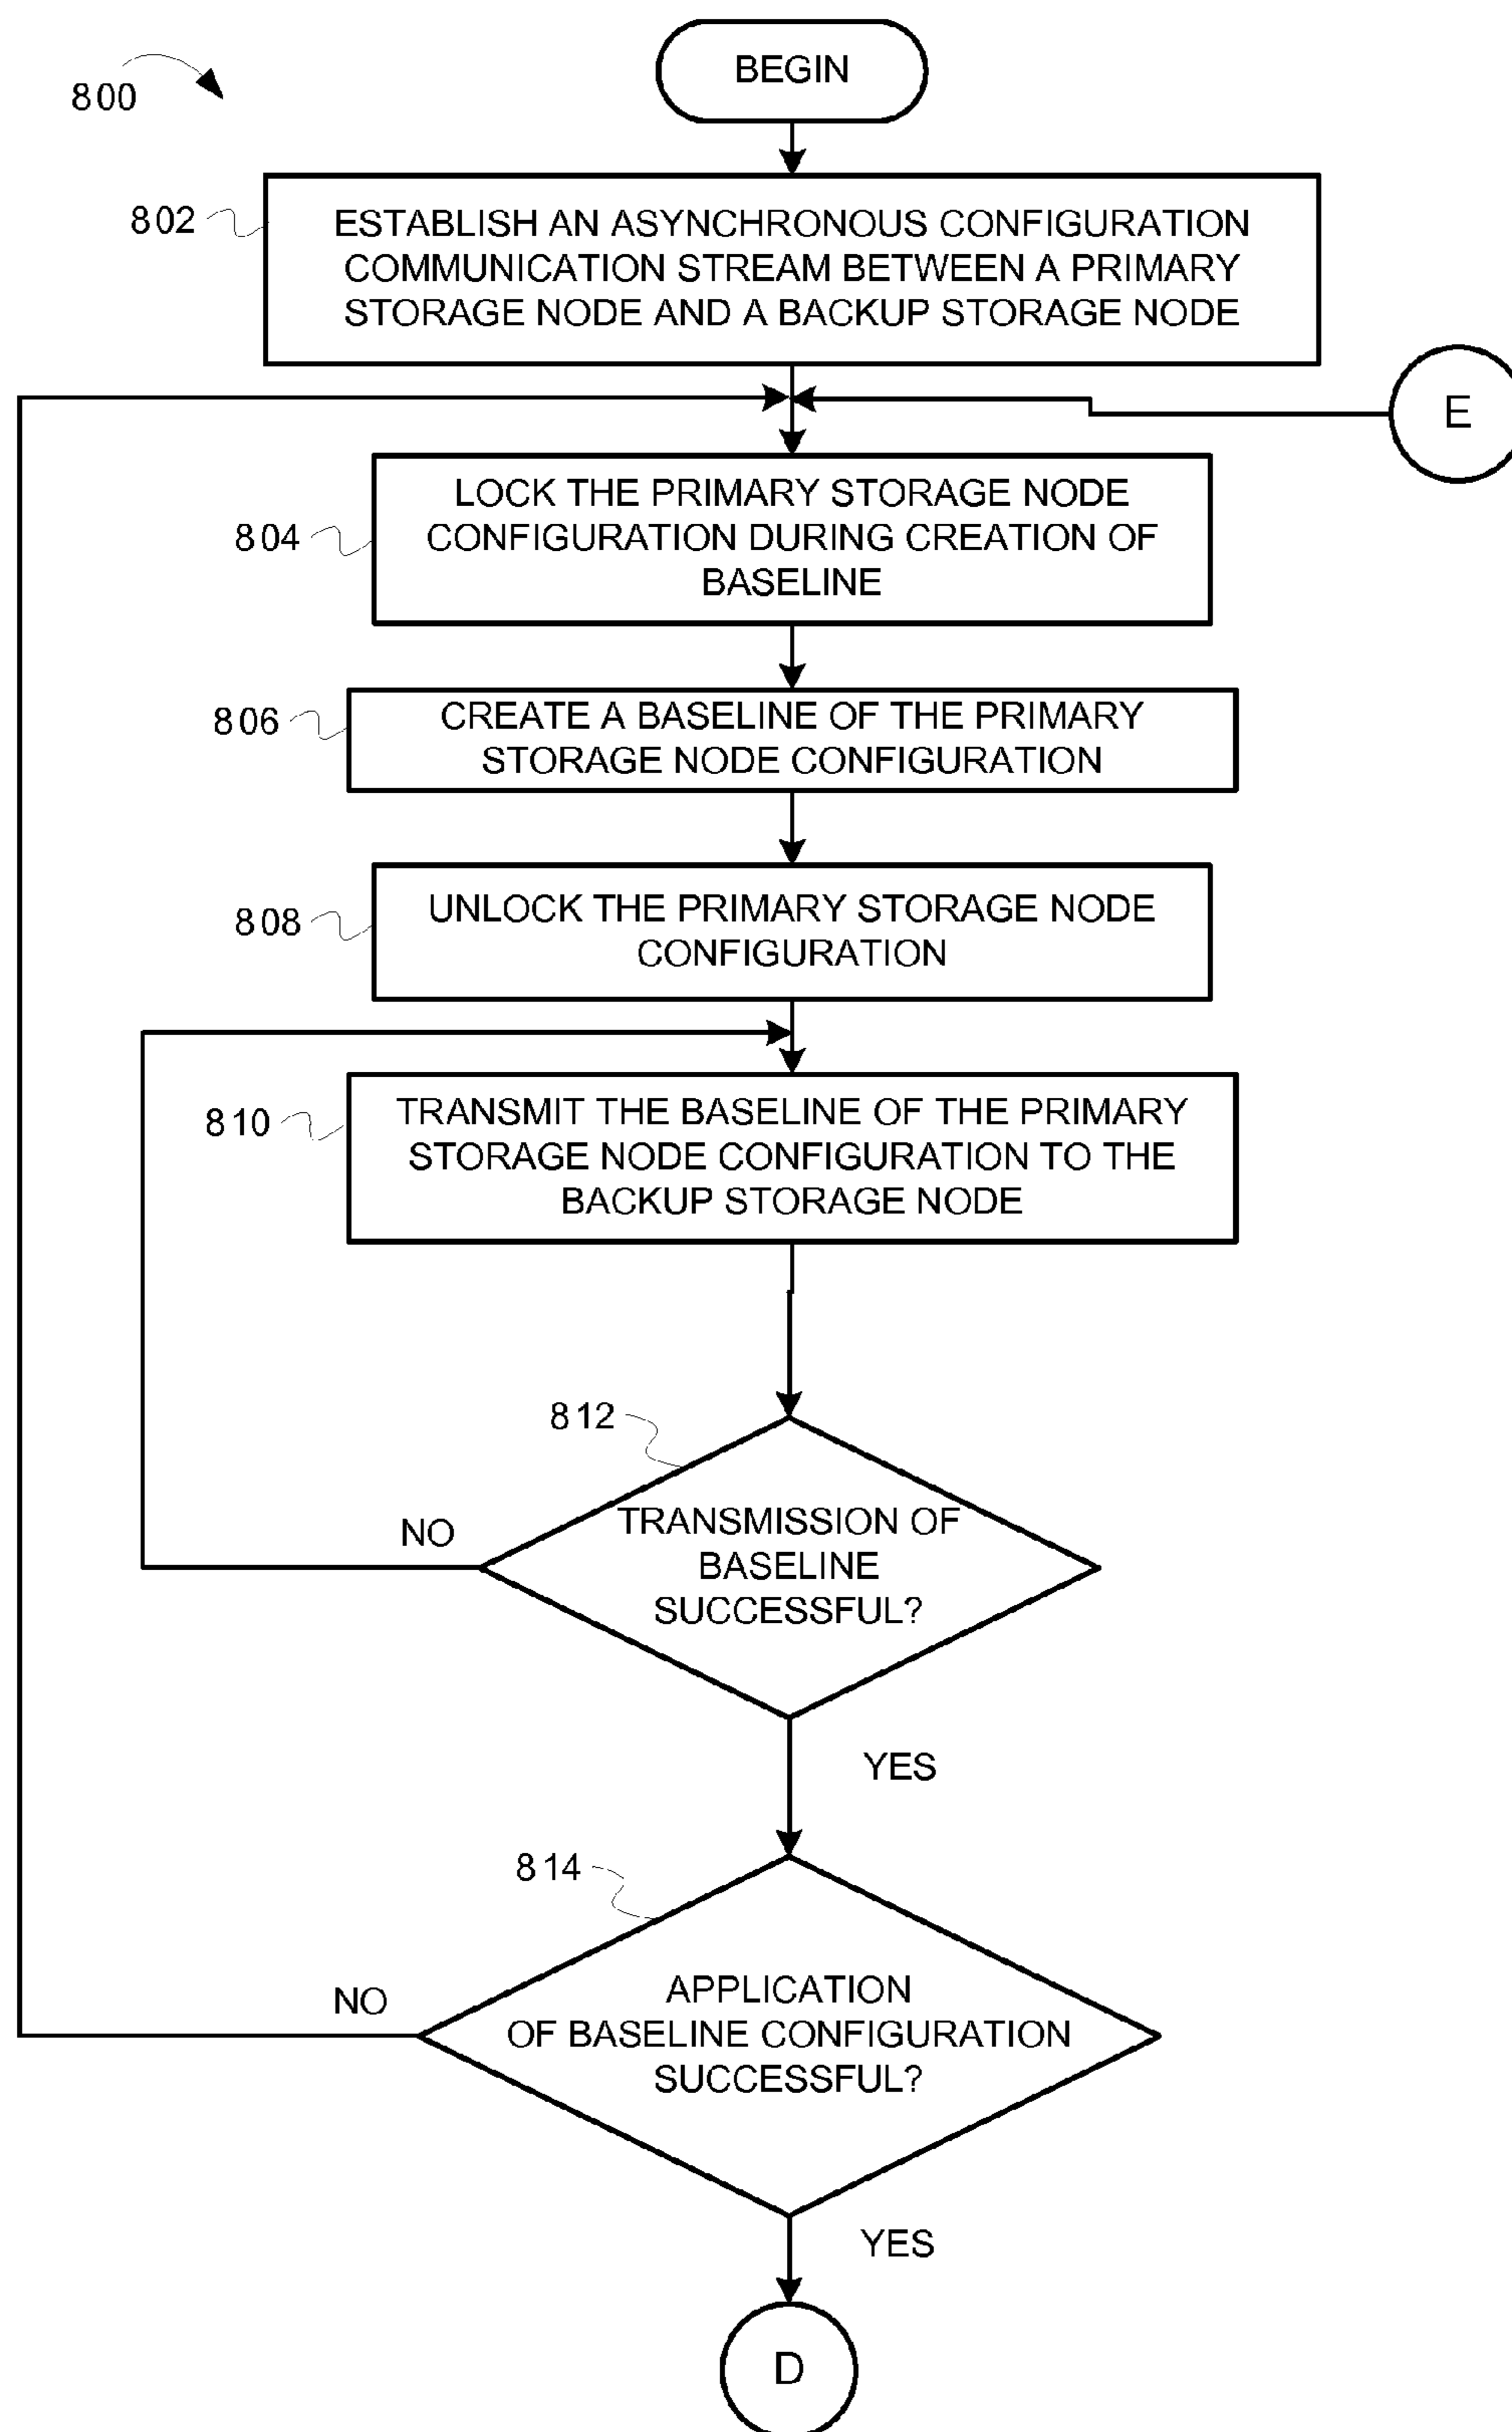 800
BEGIN
802
ESTABLISH AN ASYNCHRONOUS CONFIGURATION
COMMUNICATION STREAM BETWEEN A PRIMARY
STORAGE NODE AND A BACKUP STORAGE NODE
E
804
LOCK THE PRIMARY STORAGE NODE
CONFIGURATION DURING CREATION OF
BASELINE
806
CREATE A BASELINE OF THE PRIMARY
STORAGE NODE CONFIGURATION
808
UNLOCK THE PRIMARY STORAGE NODE
CONFIGURATION
810
TRANSMIT THE BASELINE OF THE PRIMARY
STORAGE NODE CONFIGURATION TO THE
BACKUP STORAGE NODE
812
TRANSMISSION OF
BASELINE
SUCCESSFUL?
NO
YES
814
APPLICATION
OF BASELINE CONFIGURATION
SUCCESSFUL?
NO
YES
D